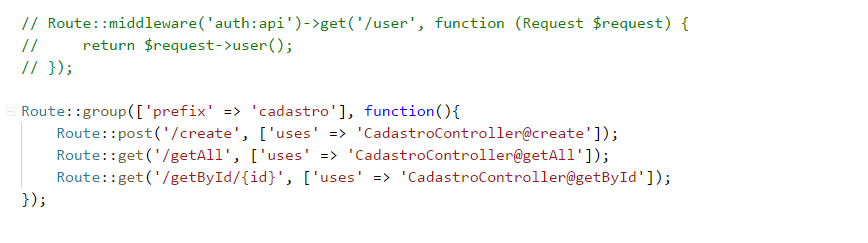 // Route::middleware('auth:api')->get('/user', function (Request $request) {
//     return $request->user();
// });
Route::group(['prefix' => 'cadastro'], function(){
    Route::post('/create', ['uses' => 'CadastroController@create']);
    Route::get('/getAll', ['uses' => 'CadastroController@getAll']);
    Route::get('/getById/{id}', ['uses' => 'CadastroController@getById']);
});